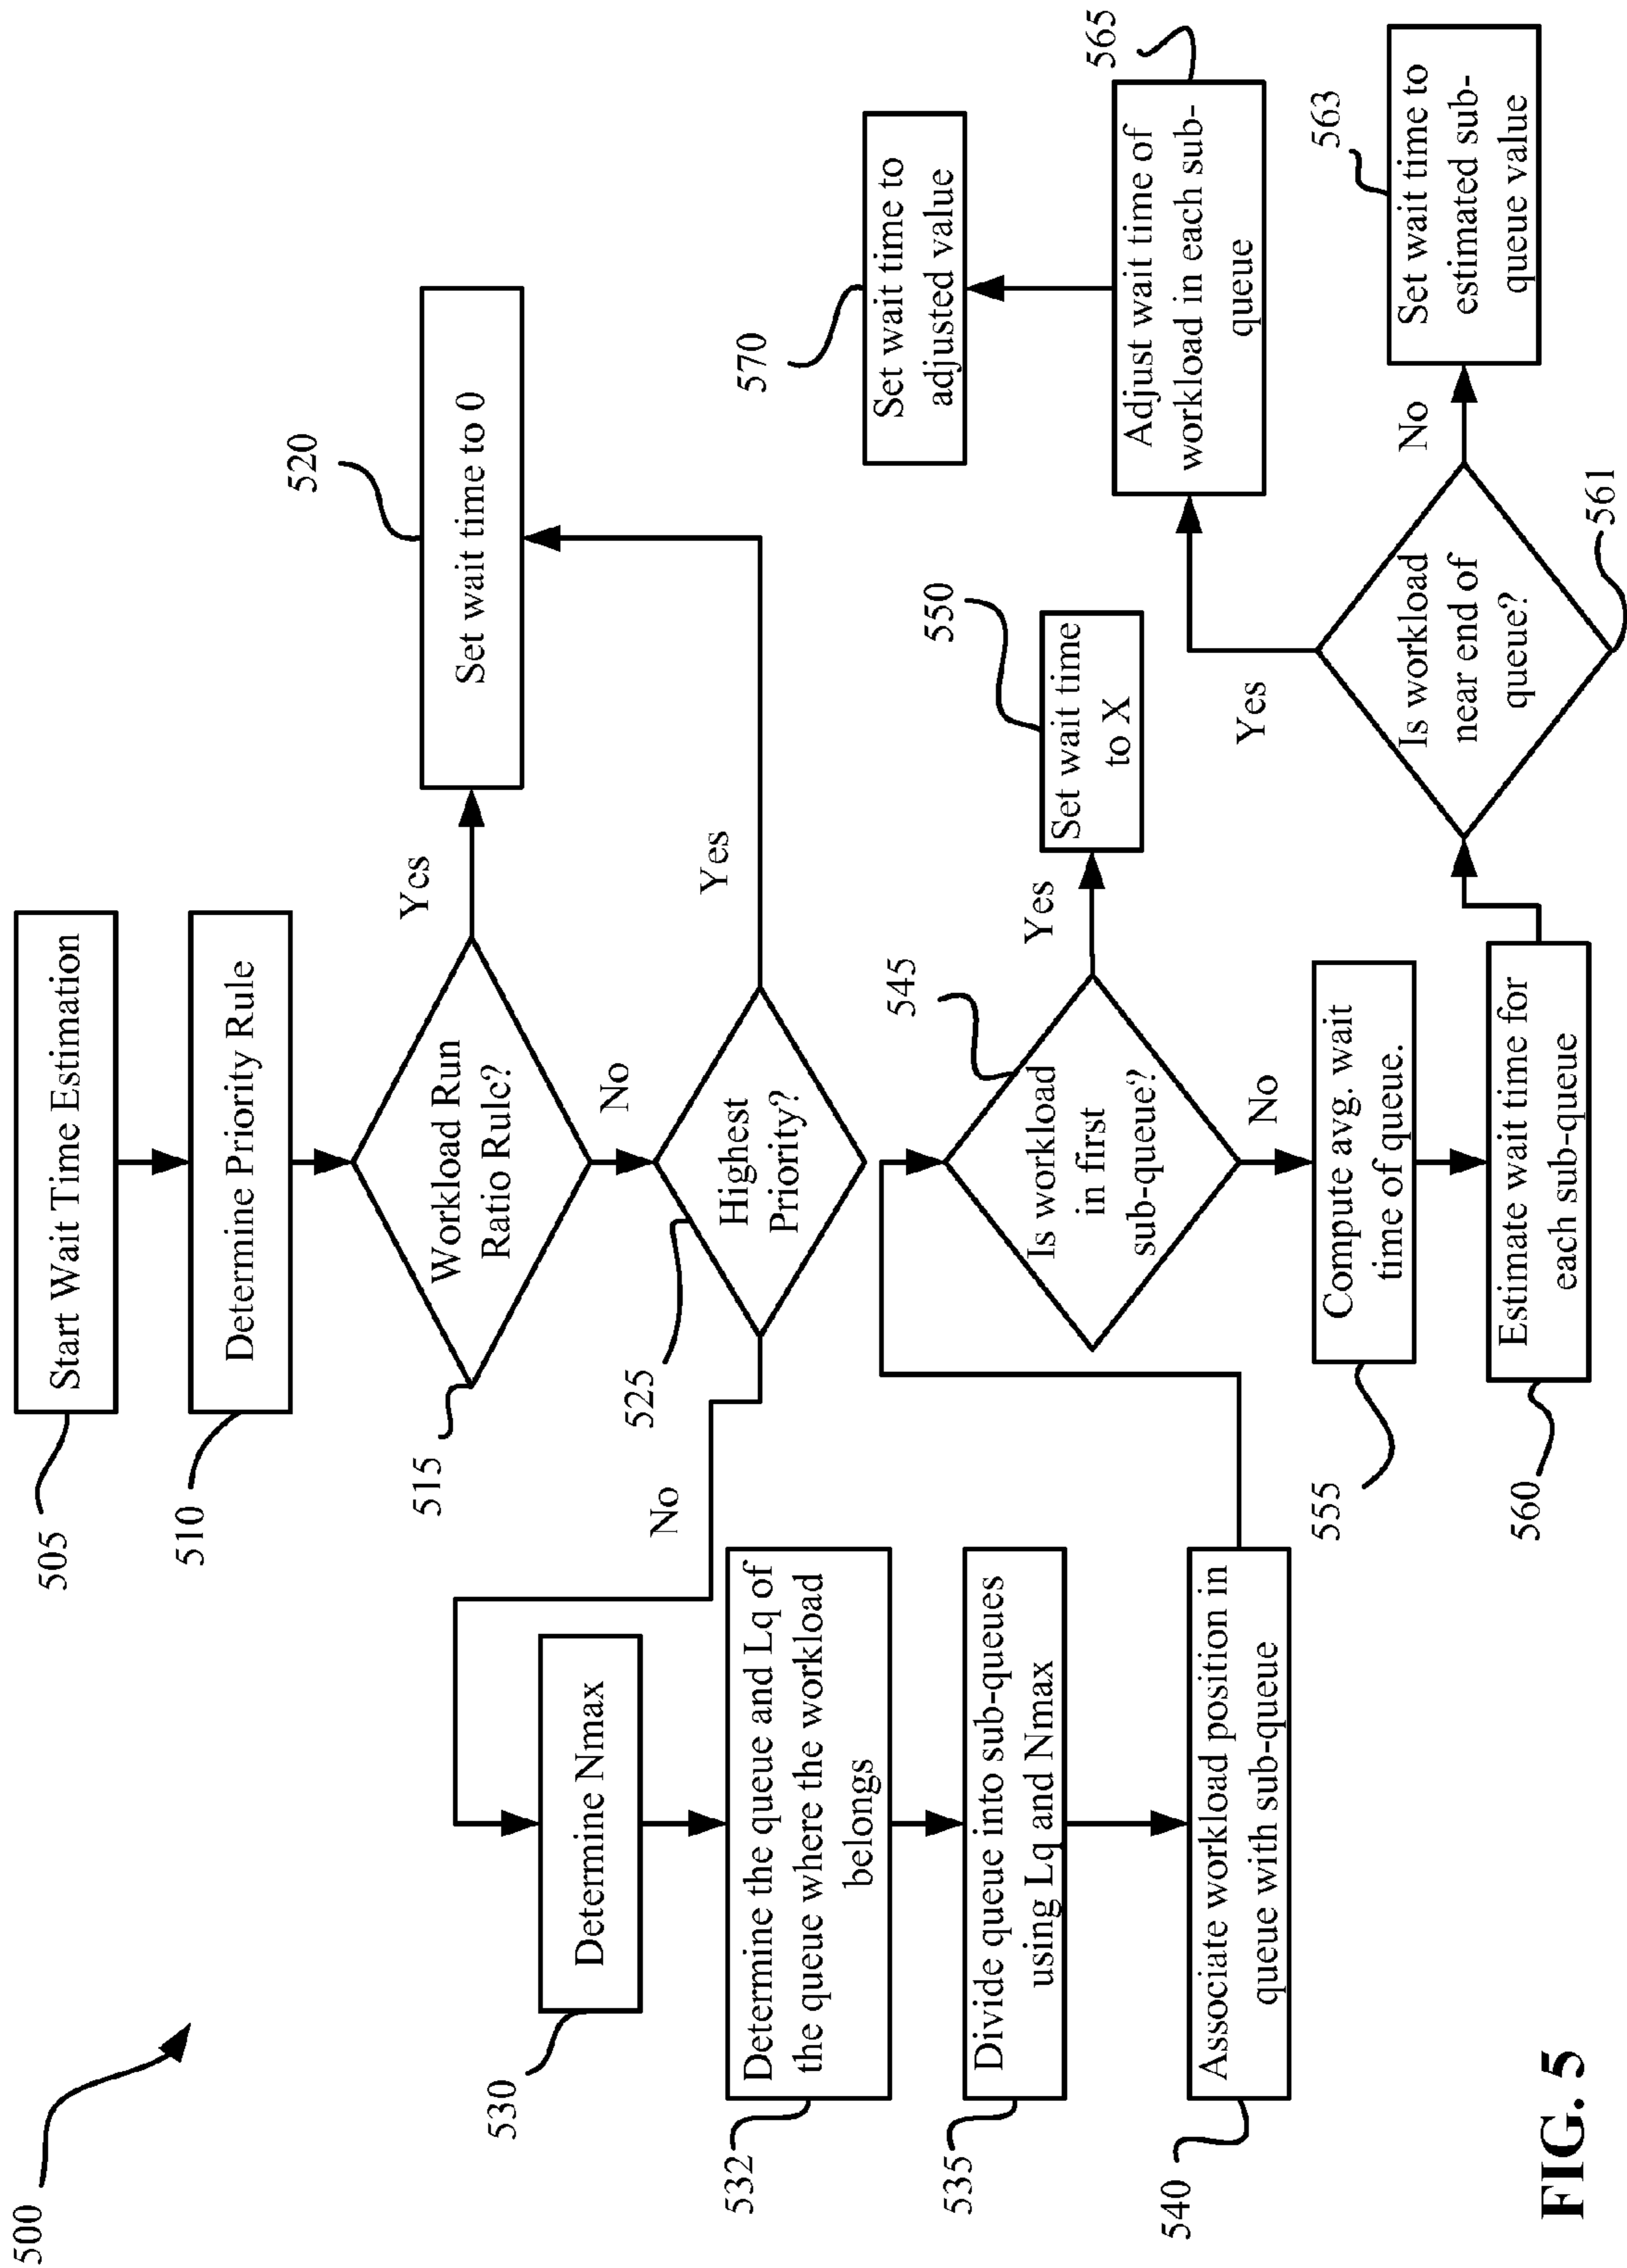 500
505
Start Wait Time Estimation
510
Determine Priority Rule
515
Workload Run
Ratio Rulc?
Ycs
520
Set wait time to 0
No
525
Highest
Priority?
Yes
No
530
Determine Nmax
532
Determine the queue and Lq of
the queue where the workload
belongs
535
Divide queue into sub-queues
using Lq and Nmax
540
Associate workload position in
queue with sub-queue
545
Is workload
in first
sub-queue?
Yes
550
Set wait time
to X
No
555
Compute avg. wait
time of queue.
560
Estimate wait time for
each sub-queue
561
Is workload
near end of
queue?
No
563
Set wait time to
estimated sub-
queue value
Yes
565
Adjust wait time of
workload in each sub-
queue
570
Set wait time to
adjusted value
FIG. 5